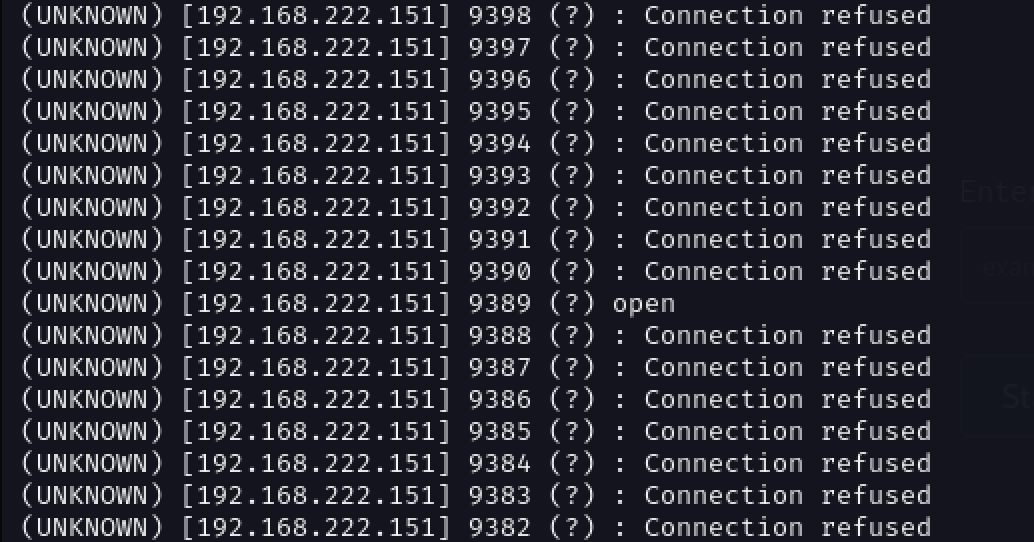 (UNKNOWN) [192.168.222.151] 9398 (?) : Connection refused
(UNKNOWN) [192.168.222.151] 9397 (?) : Connection refused
(UNKNOWN) [192.168.222.151] 9396 (?) : Connection refused
(UNKNOWN) [192.168.222.151] 9395 (?) : Connection refused
(UNKNOWN) [192.168.222.151] 9394 (?) : Connection refused
(UNKNOWN) [192.168.222.151] 9393 (?) : Connection refused
(UNKNOWN) [192.168.222.151] 9392 (?) : Connection refused
(UNKNOWN) [192.168.222.151] 9391 (?) : Connection refused
(UNKNOWN) [192.168.222.151] 9390 (?) : Connection refused
(UNKNOWN) [192.168.222.151] 9389 (?) open
(UNKNOWN) [192.168.222.151] 9388 (?) : Connection refused
(UNKNOWN) [192.168.222.151] 9387 (?) : Connection refused
(UNKNOWN) [192.168.222.151] 9386 (?) : Connection refused
(UNKNOWN) [192.168.222.151] 9385 (?) : Connection refused
(UNKNOWN) [192.168.222.151] 9384 (?) : Connection refused
(UNKNOWN) [192.168.222.151] 9383 (?) : Connection refused
(UNKNOWN) [192.168.222.151] 9382 (?) : Connection refused